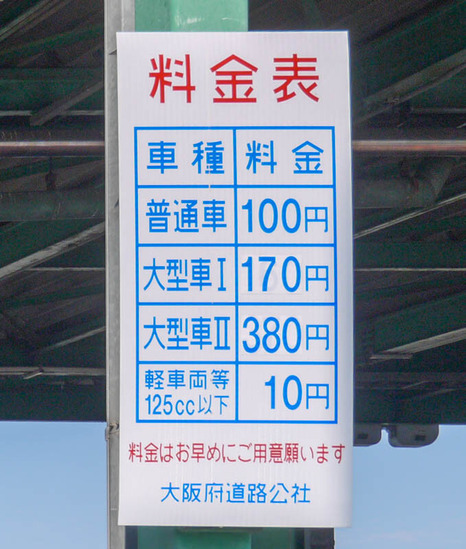 料金表
車種 料金
普通車 100円
大型車Ⅰ 170円
大型車Ⅱ 380円
軽車両等
125cc以下 10円
料金はお早めにご用意願います
大阪府道路公社